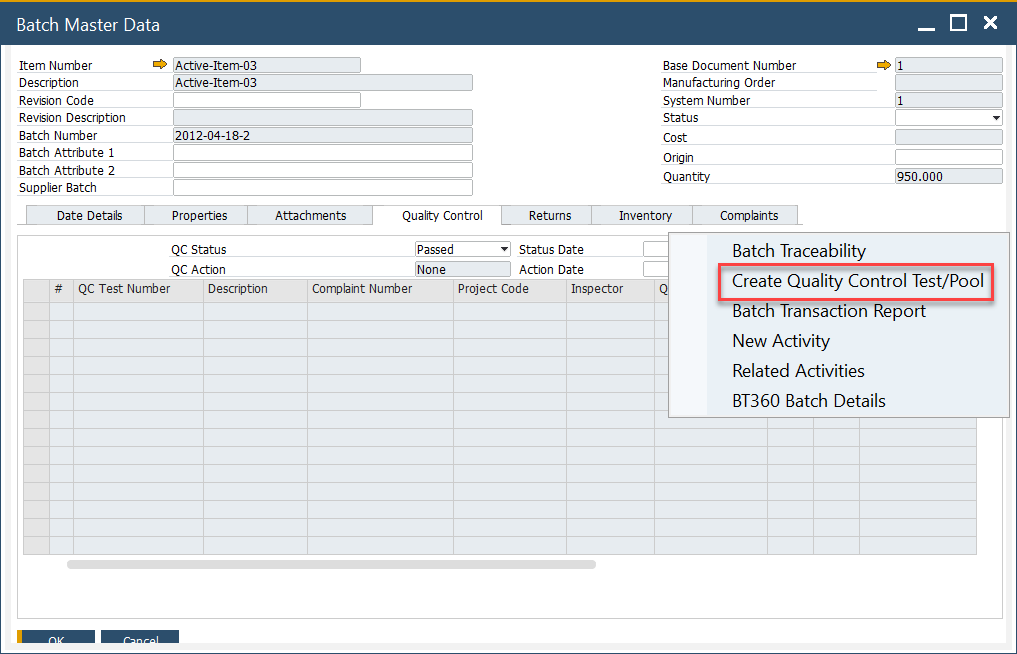 Batch Master Data
Item Number Active-Item-03 Base Document Number 1
Description Active-Item-03 Manufacturing Order
Revision Code System Number 1
Revision Description Status
Batch Number 2012-04-18-2 Cost
Batch Attribute 1 Origin
Batch Attribute 2 Quantity 950.000
Supplier Batch
Date Details Properties Attachments Quality Control Returns Inventory Complaints
QC Status Passed Status Date
QC Action None Action Date
# QC Test Number Description Complaint Number Project Code Inspector Q
Batch Traceability
Create Quality Control Test/Pool
Batch Transaction Report
New Activity
Related Activities
BT360 Batch Details
OK Cancel